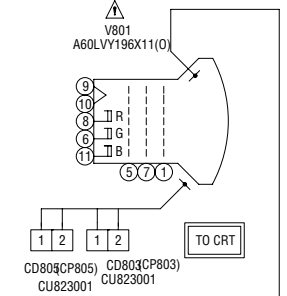 V801
A60LVY196X11(O)
9
10
8 R
6 G
11 B
5 7 1
1 2 1 2
TO CRT
CD805(CP805) CD803(CP803)
CU823001 CU823001